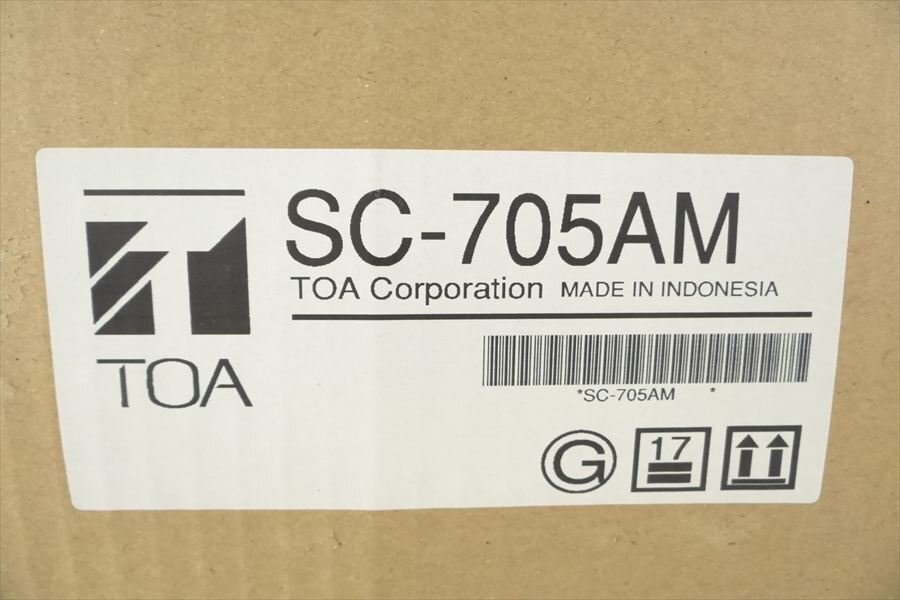 SC-705AM
TOA Corporation MADE IN INDONESIA
TOA
*SC-705AM *
G
17